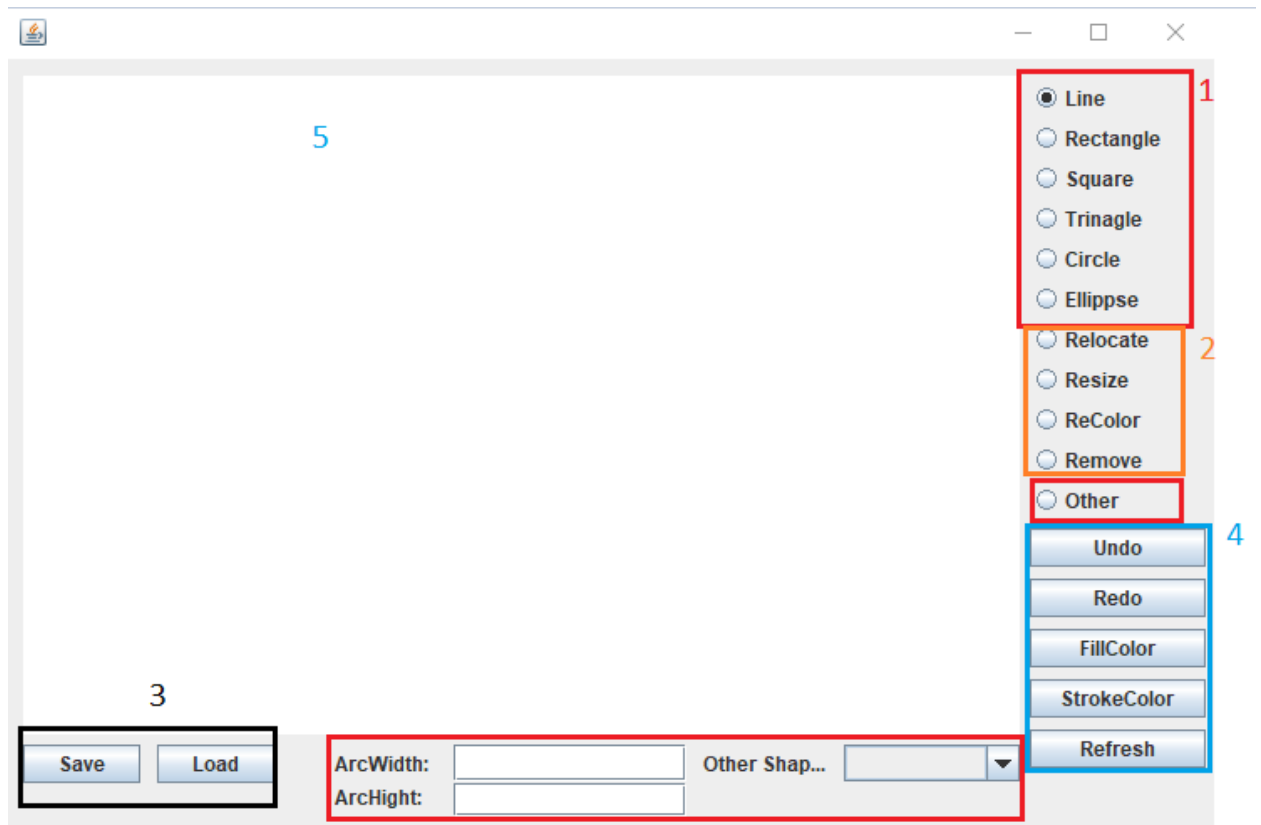 1
Line
5
Rectangle
Square
Trinagle
Circle
Ellippse
Relocate
2
Resize
ReColor
Remove
Other
4
Undo
Redo
FillColor
3
StrokeColor
Refresh
Save Load ArcWidth: Other Shap...
ArcHight: